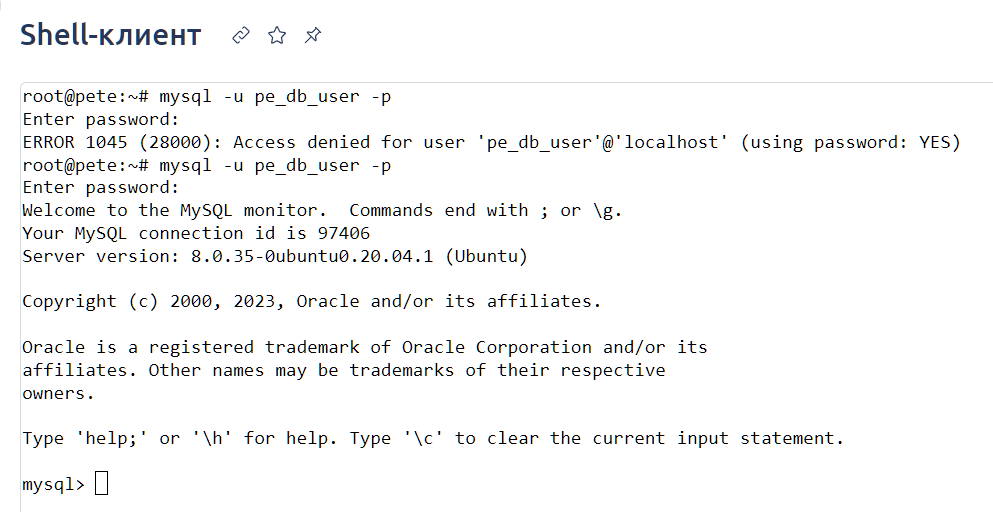 Shell-клиент
root@pete:~# mysql -u pe_db_user -p
Enter password:
ERROR 1045 (28000): Access denied for user 'pe_db_user'@'localhost' (using password: YES)
root@pete:~# mysql -u pe_db_user -p
Enter password:
Welcome to the MySQL monitor.  Commands end with ; or \g.
Your MySQL connection id is 97406
Server version: 8.0.35-0ubuntu0.20.04.1 (Ubuntu)

Copyright (c) 2000, 2023, Oracle and/or its affiliates.

Oracle is a registered trademark of Oracle Corporation and/or its
affiliates. Other names may be trademarks of their respective
owners.

Type 'help;' or '\h' for help. Type '\c' to clear the current input statement.

mysql>